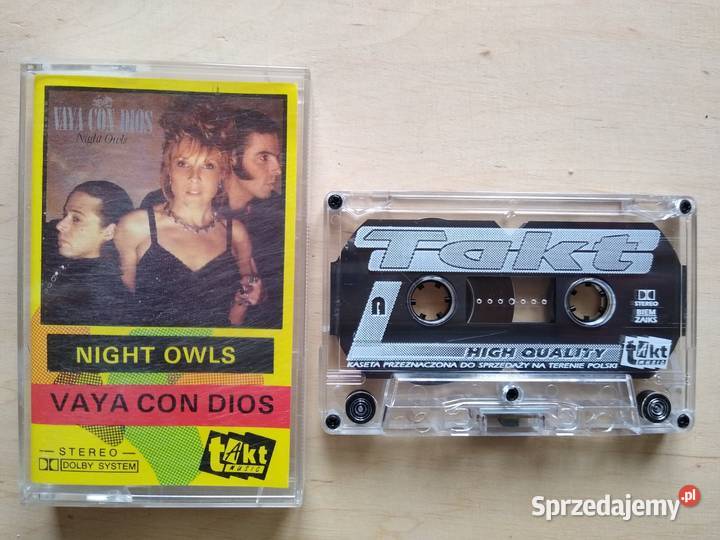 VAYA CON DIOS
Night Owls
NIGHT OWLS
VAYA CON DIOS
STEREO
DOLBY SYSTEM
takt
MUSIC
Takt
STEREO
BIEM
ZAIKS
HIGH QUALITY
takt
MUSIC
KASETA PRZEZNACZONA DO SPRZEDAŻY NA TERENIE POLSKI
Sprzedajemy.pl